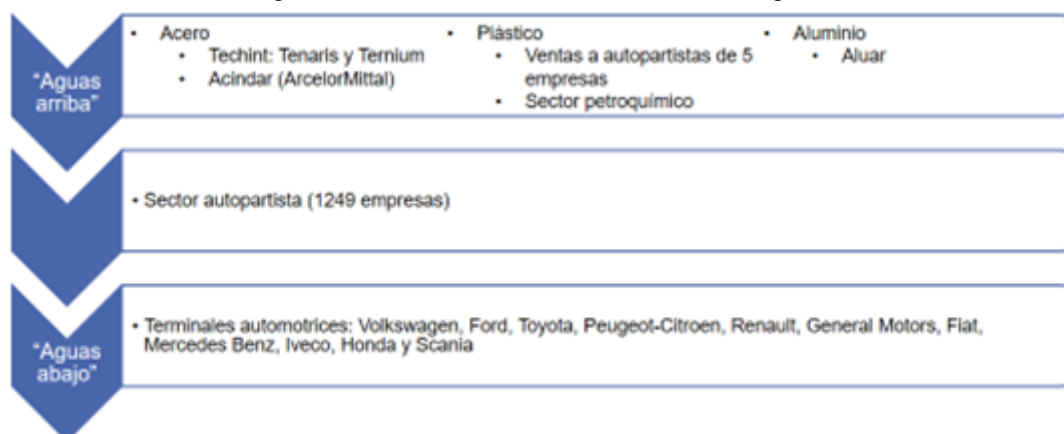 "Aguas
arriba"
• Acero
• Techint: Tenaris y Ternium
• Acindar (ArcelorMittal)
• Plástico
• Ventas a autopartistas de 5
empresas
• Sector petroquímico
• Aluminio
• Aluar
• Sector autopartista (1249 empresas)
"Aguas
abajo"
• Terminales automotrices: Volkswagen, Ford, Toyota, Peugeot-Citroen, Renault, General Motors, Fiat,
Mercedes Benz, Iveco, Honda y Scania